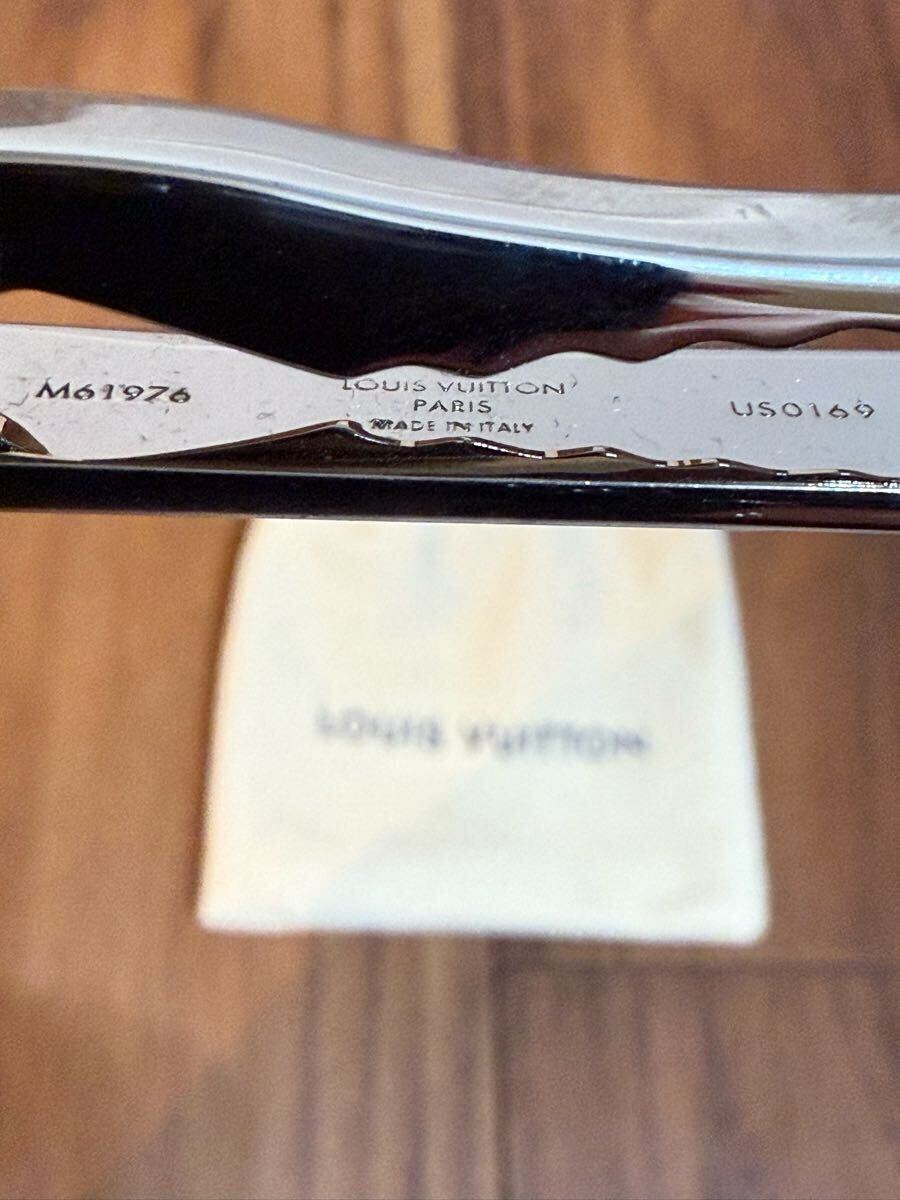 M61976
LOUIS VUITTON
PARIS
MADE IN ITALY
US0169
LOUIS VUITTON